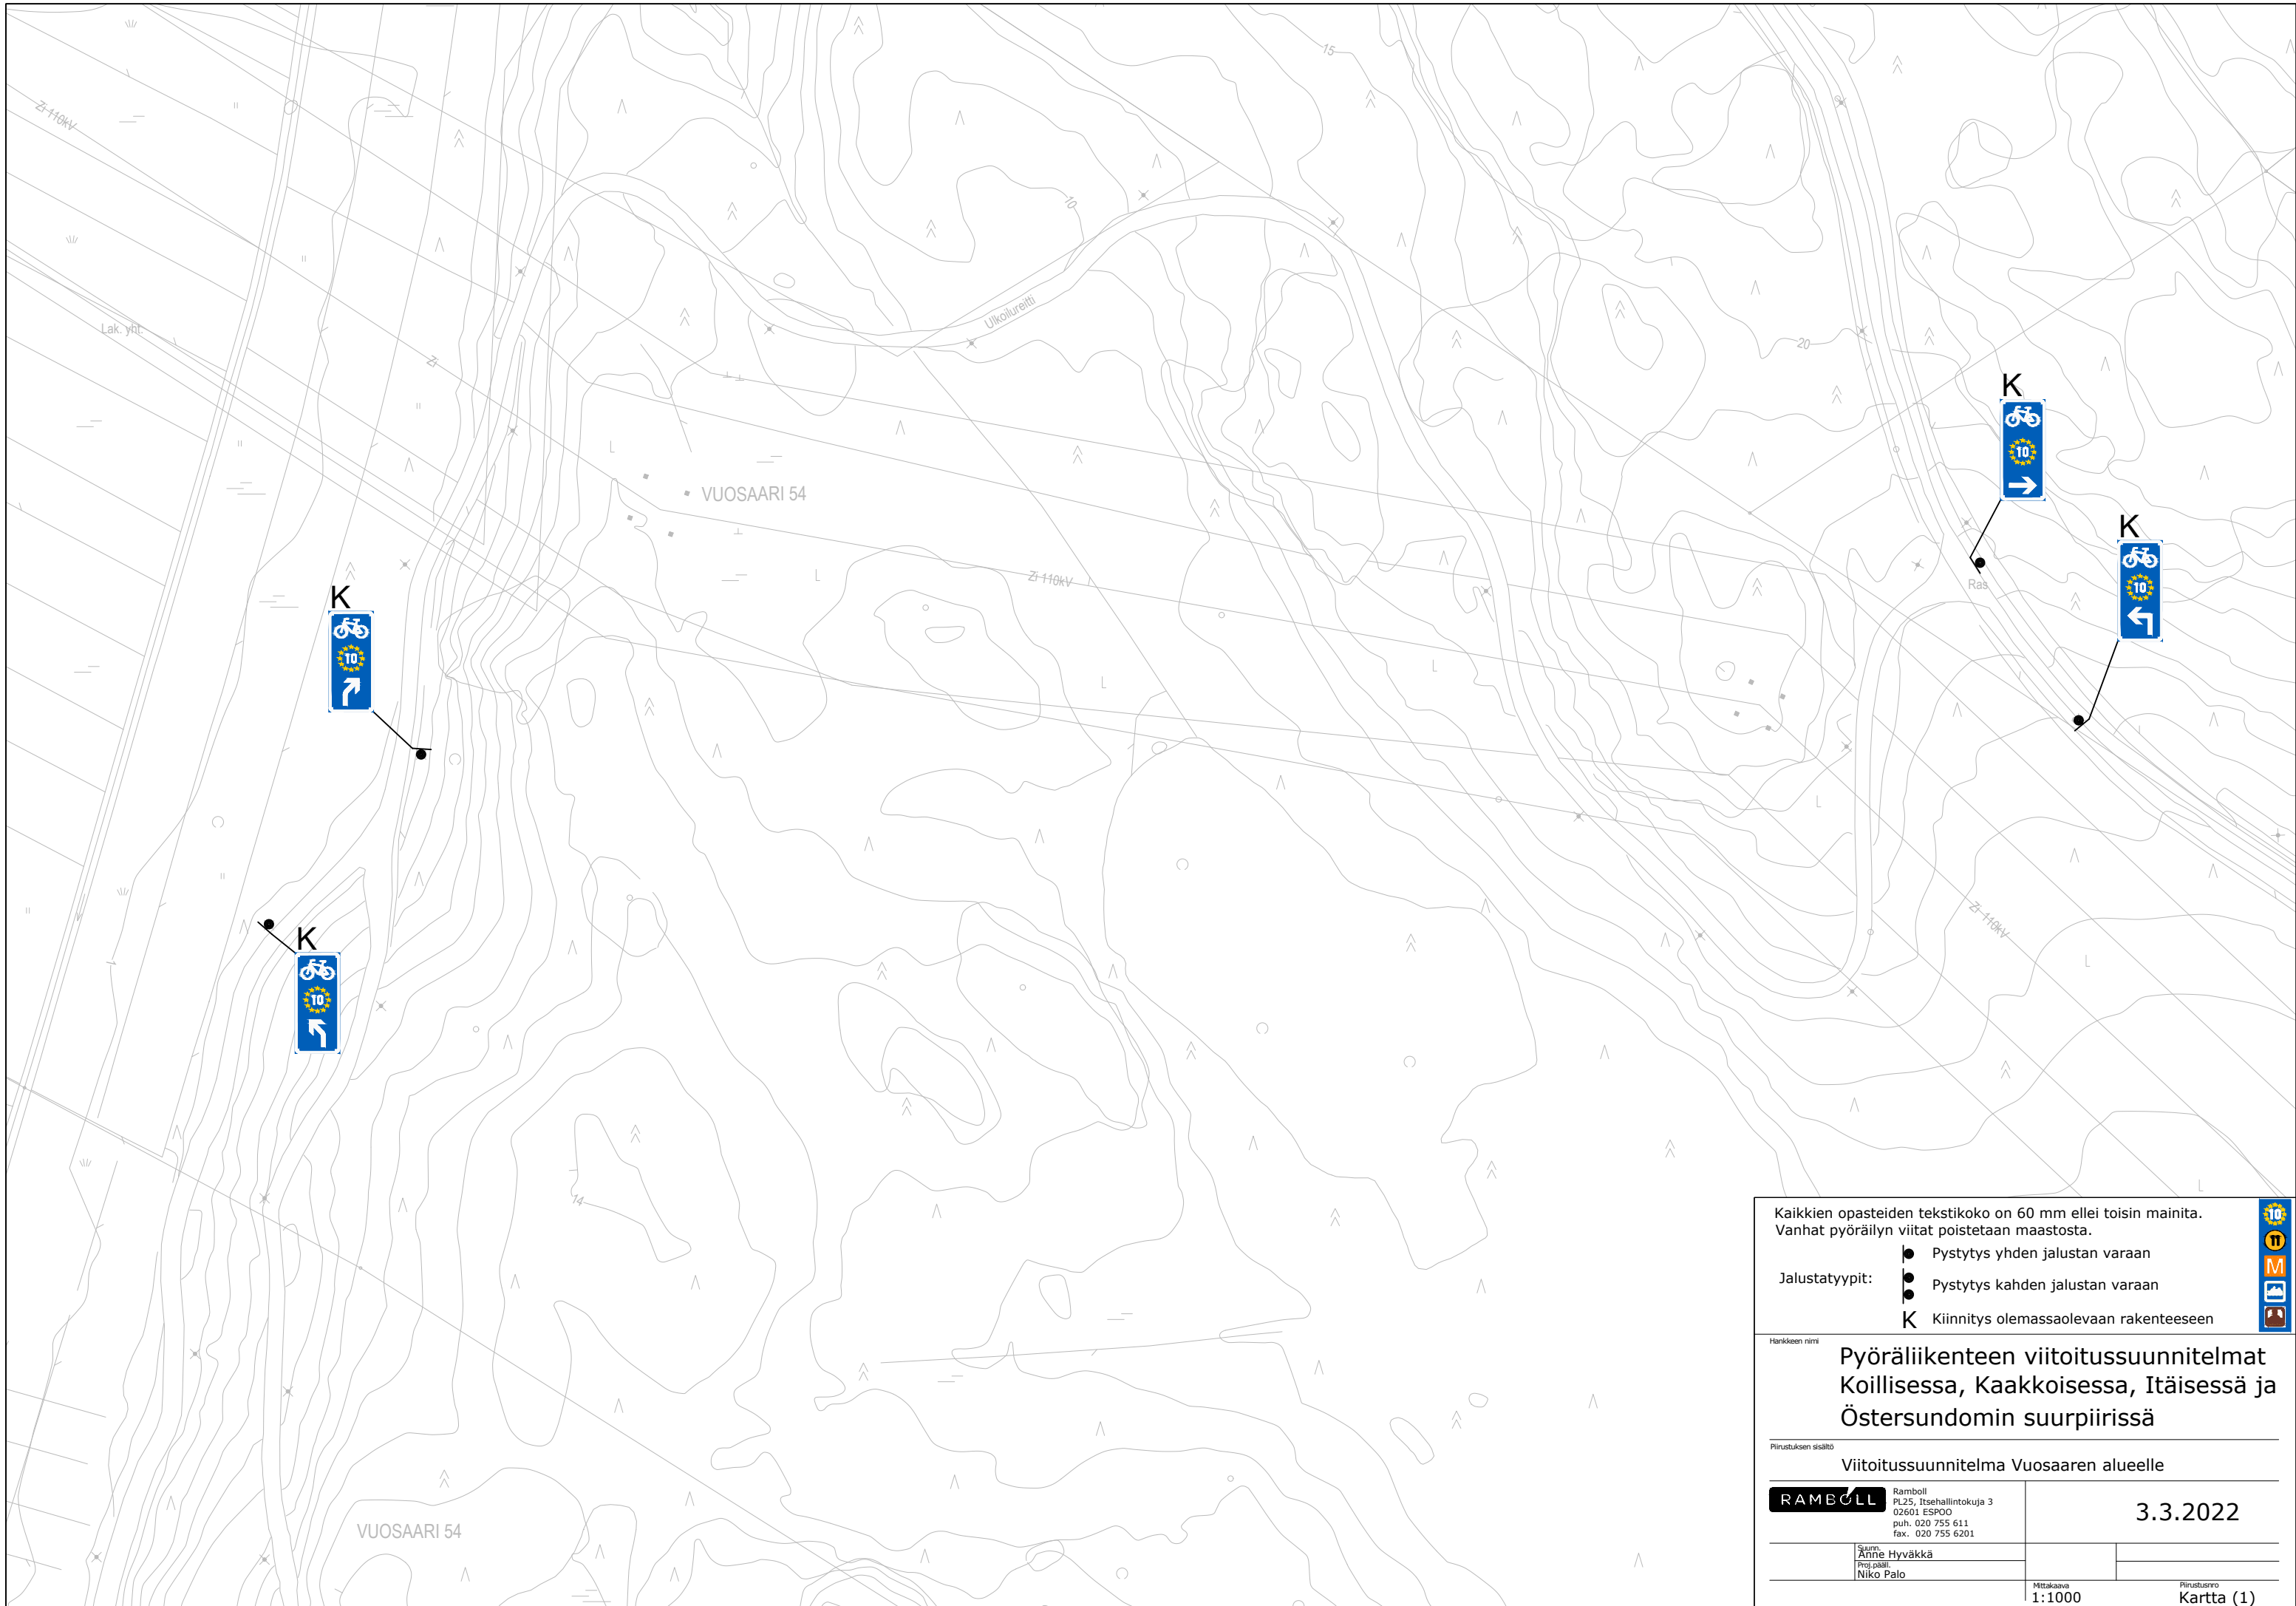 15
Zi 110kV
10
Ulkoilureitti
Lak. yht.
20
Zi
K
10
VUOSAARI 54
K
10
Zi 110kV
Ras.
K
10
Zi 110kV
K
10
14
VUOSAARI 54
Kaikkien opasteiden tekstikoko on 60 mm ellei toisin mainita.
Vanhat pyöräilyn viitat poistetaan maastosta.
Jalustatyypit:
Pystytys yhden jalustan varaan
Pystytys kahden jalustan varaan
K Kiinnitys olemassaolevaan rakenteeseen
10
11
M
Hankkeen nimi
Pyöräliikenteen viitoitussuunnitelmat
Koillisessa, Kaakkoisessa, Itäisessä ja
Östersundomin suurpiirissä
Piirustuksen sisältö
Viitoitussuunnitelma Vuosaaren alueelle
RAMBOLL
Ramboll
PL25, Itsehallintokuja 3
02601 ESPOO
puh. 020 755 611
fax. 020 755 6201
3.3.2022
Suunn.
Anne Hyväkkä
Proj.pääll.
Niko Palo
Mittakaava
1:1000
Piirustusnro
Kartta (1)